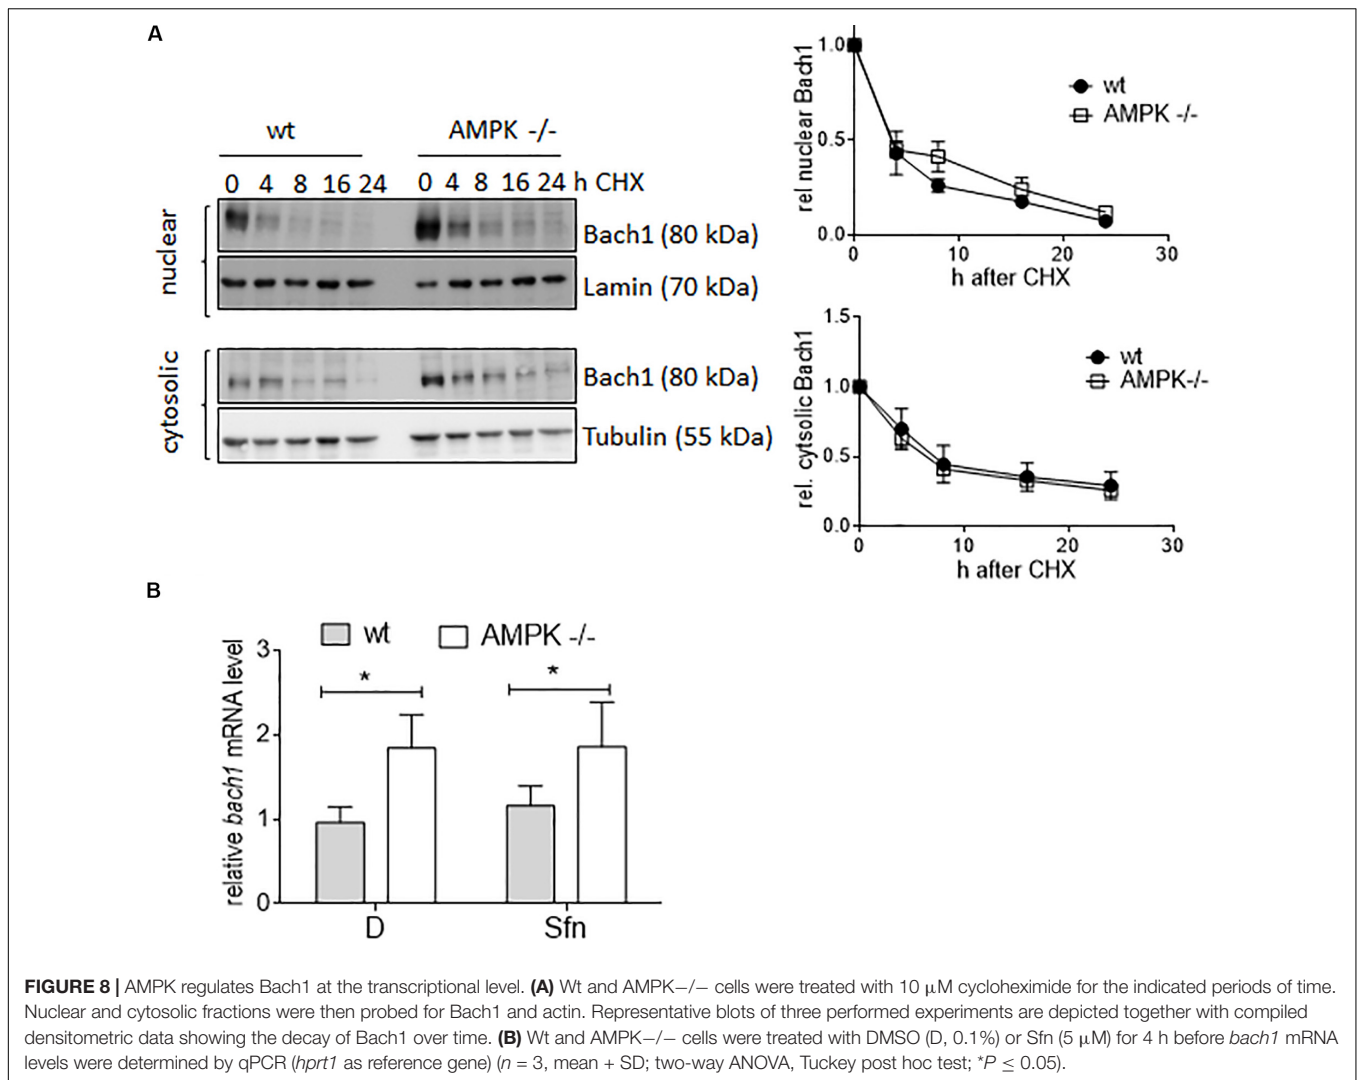 A
wt
AMPK -/-
0 4 8 16 24 0 4 8 16 24 h CHX
nuclear
Bach1 (80 kDa)
Lamin (70 kDa)
cytosolic
Bach1 (80 kDa)
Tubulin (55 kDa)
rel nuclear Bach1
1.0
0.5
0.0
0 10 20 30
h after CHX
wt
AMPK -/-
rel. cytsolic Bach1
1.5
1.0
0.5
0.0
0 10 20 30
h after CHX
wt
AMPK-/-
B
wt AMPK -/-
relative bach1 mRNA level
3
2
1
0
* *
D Sfn
FIGURE 8 | AMPK regulates Bach1 at the transcriptional level. (A) Wt and AMPK−/− cells were treated with 10 μM cycloheximide for the indicated periods of time.
Nuclear and cytosolic fractions were then probed for Bach1 and actin. Representative blots of three performed experiments are depicted together with compiled
densitometric data showing the decay of Bach1 over time. (B) Wt and AMPK−/− cells were treated with DMSO (D, 0.1%) or Sfn (5 μM) for 4 h before bach1 mRNA
levels were determined by qPCR (hprt1 as reference gene) (n = 3, mean + SD; two-way ANOVA, Tuckey post hoc test; *P ≤ 0.05).